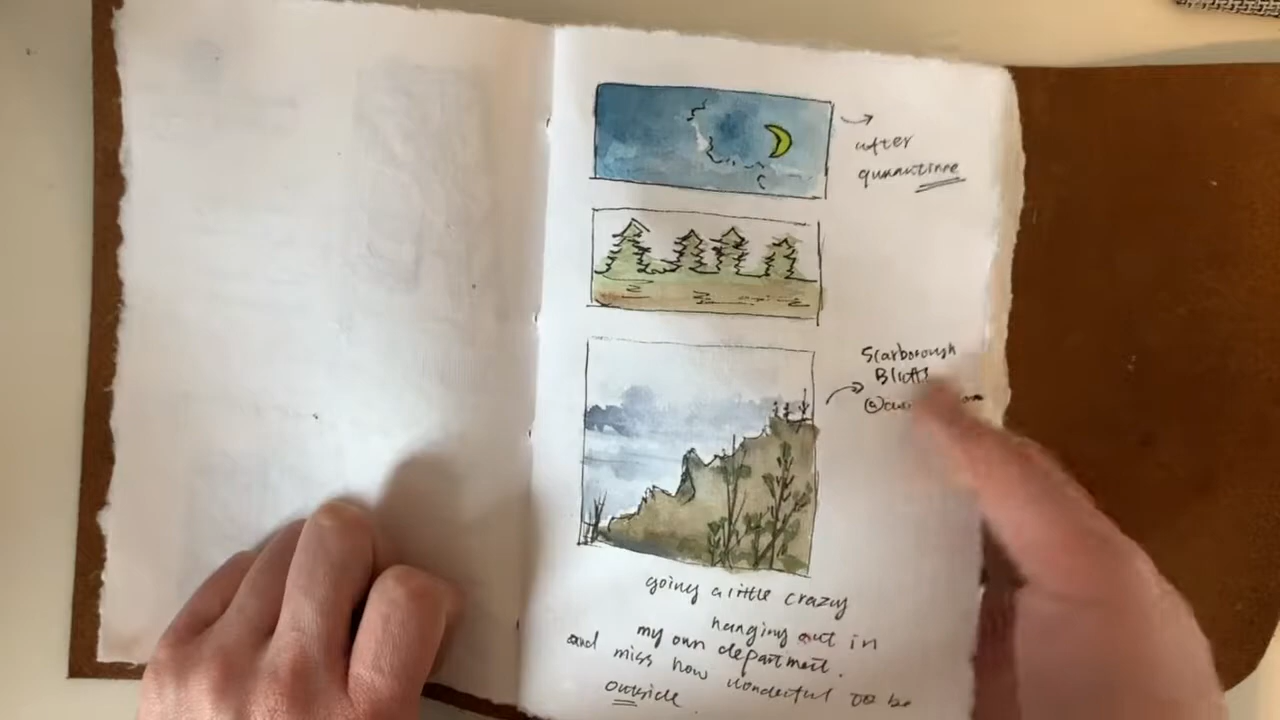 after
quarantine
Scarborough
Bluffs
going a little crazy
hanging out in
my own department.
and miss how wonderful to be
outside